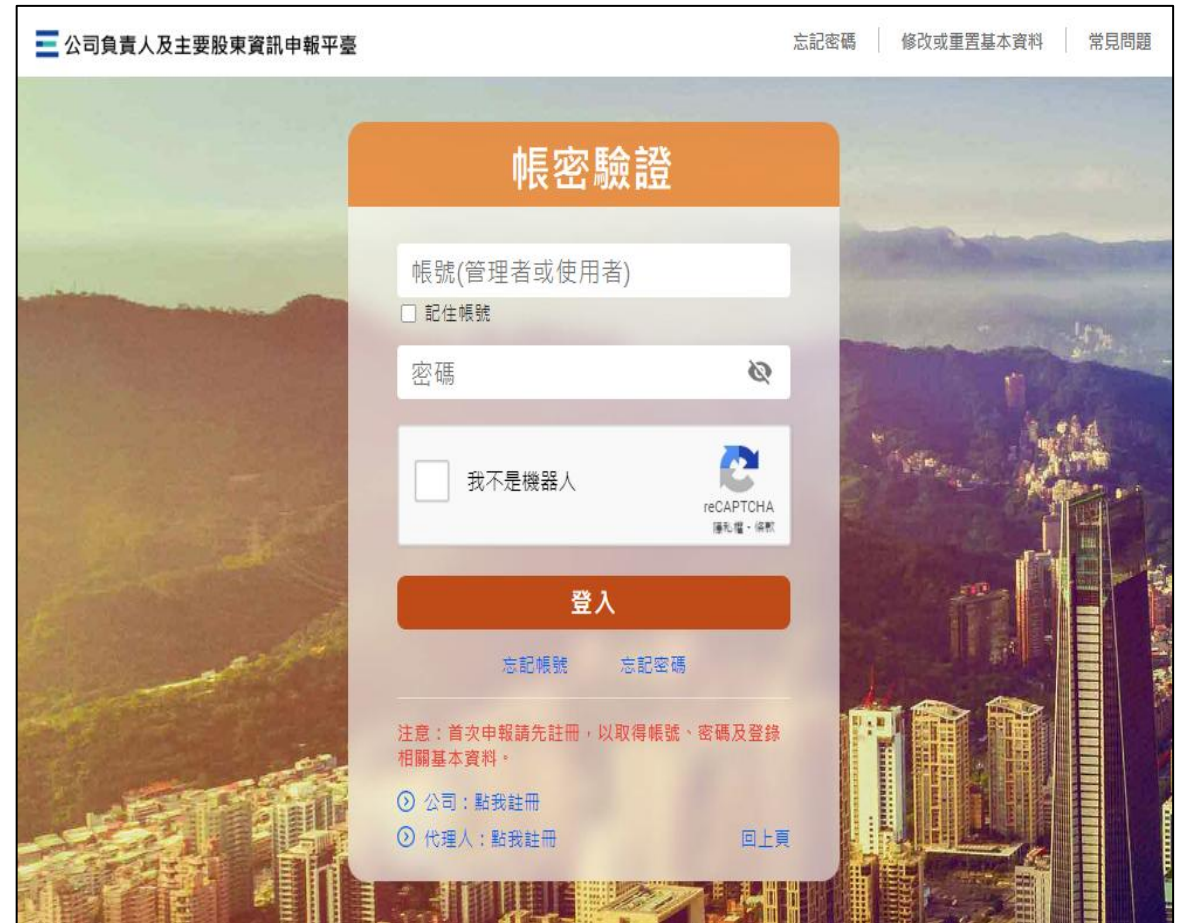 公司負責人及主要股東資訊申報平臺
忘記密碼
修改或重置基本資料
常見問題
帳密驗證
帳號(管理者或使用者)
記住帳號
密碼
我不是機器人
reCAPTCHA
隱私權 - 條款
登入
忘記帳號 忘記密碼
注意：首次申報請先註冊，以取得帳號、密碼及登錄
相關基本資料。
公司：點我註冊
代理人：點我註冊
回上頁